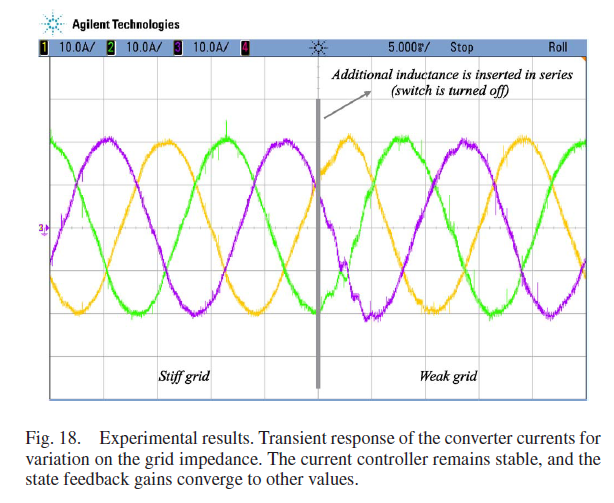 Agilent Technologies
1 10.0A/ 2 10.0A/ 3 10.0A/ 4 5.000s/ Stop Roll
Additional inductance is inserted in series
(switch is turned off)
3
Stiff grid
Weak grid
Fig. 18. Experimental results. Transient response of the converter currents for
variation on the grid impedance. The current controller remains stable, and the
state feedback gains converge to other values.